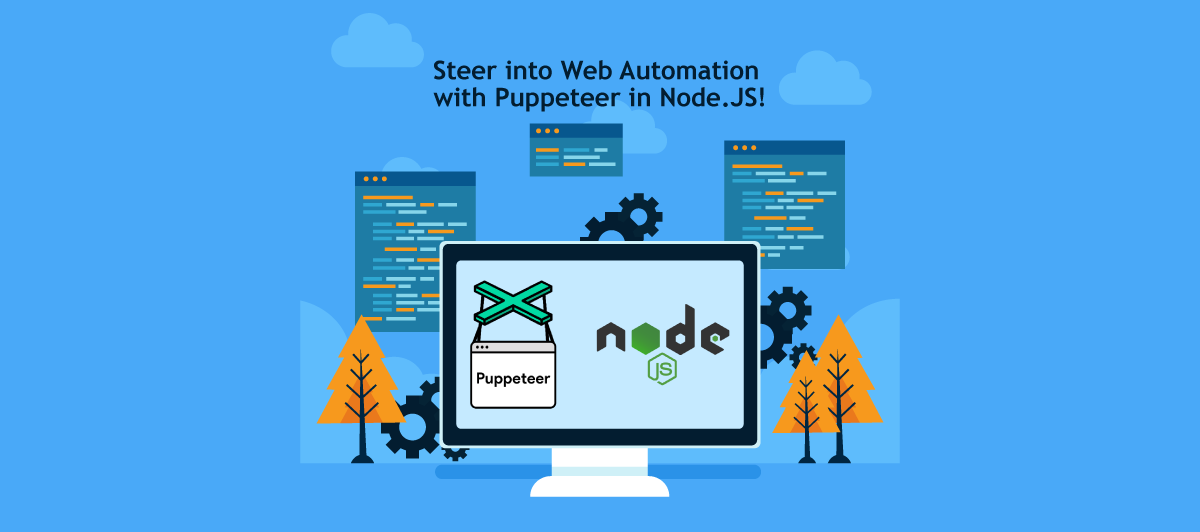 Steer into Web Automation
with Puppeteer in Node.JS!
Puppeteer
node
JS